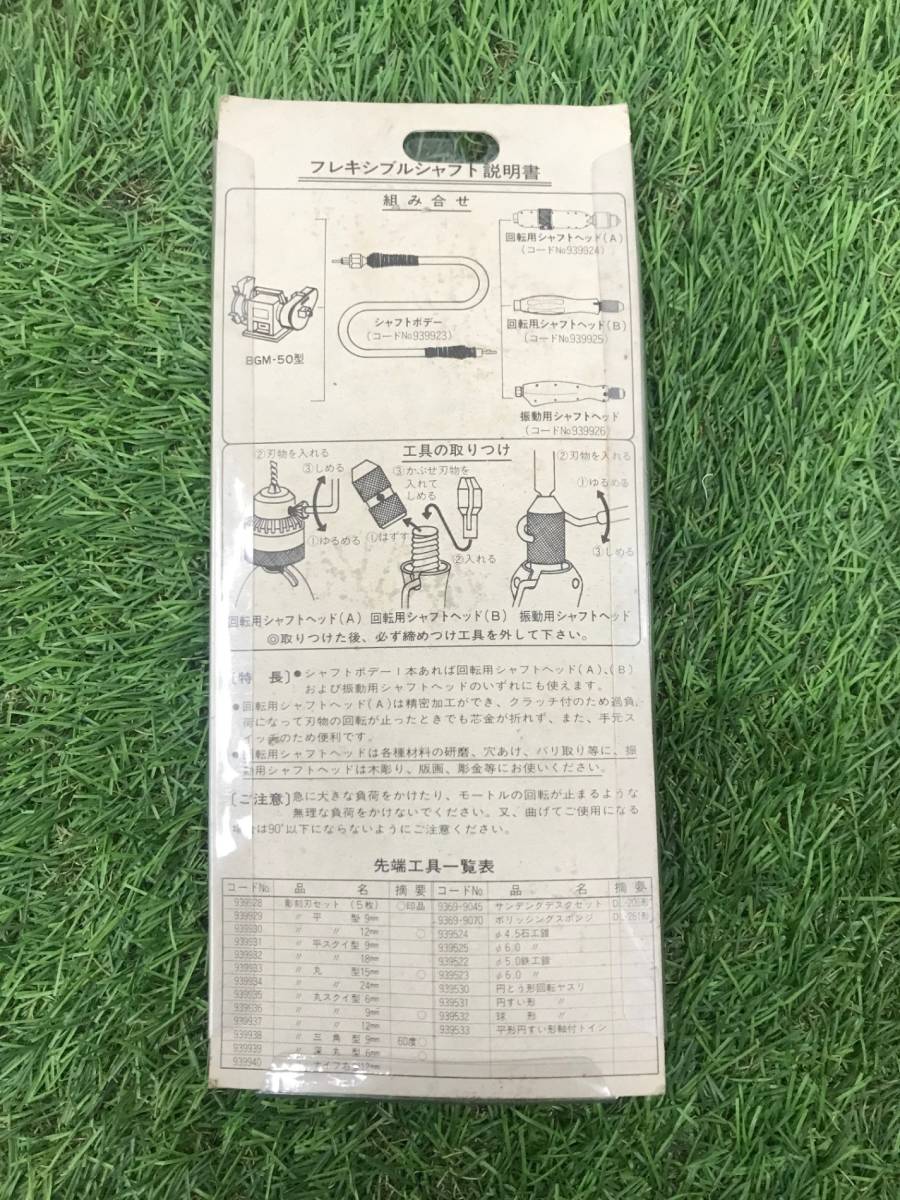 フレキシブルシャフト説明書
組み合せ
回転用シャフトヘッド(A)
(コードNo939924)
シャフトボデー
(コードNo939923)
回転用シャフトヘッド(B)
(コードNo939925)
BGM-50型
振動用シャフトヘッド
(コードNo939926)
工具の取りつけ
②刃物を入れる
③しめる
①ゆるめる
③かぶせ刃物を
入れて
しめる
①はずす
②入れる
②刃物を入れる
①ゆるめる
③しめる
回転用シャフトヘッド(A) 回転用シャフトヘッド(B) 振動用シャフトヘッド
◎取りつけた後、必ず締めつけ工具を外して下さい。
〔特 長〕●シャフトボデー1本あれば回転用シャフトヘッド(A)、(B)
および振動用シャフトヘッドのいずれにも使えます。
●回転用シャフトヘッド(A)は精密加工ができ、クラッチ付のため過負
荷になって刃物の回転が止ったときでも芯金が折れず、また、手元ス
イッチのため便利です。
●回転用シャフトヘッドは各種材料の研磨、穴あけ、バリ取り等に、振
動用シャフトヘッドは木彫り、版画、彫金等にお使いください。
〔ご注意〕急に大きな負荷をかけたり、モートルの回転が止まるような
無理な負荷をかけないでください。又、曲げてご使用になる
場合は90°以下にならないようにご注意ください。
先端工具一覧表
コードNo 品 名 摘要 コードNo 品 名 摘要
939928 彫刻刃セット(5枚) ○印品 9369-9045 サンデングデスクセット
939929 〃 平 型 9mm 9369-9070 ポリッシングスポンジ
939930 〃 〃 12mm ○ 939524 φ4.5石工錐
939931 〃 平スクイ型 9mm 939525 φ6.0 〃
939932 〃 〃 18mm 939522 φ5.0鉄工錐
939933 〃 丸 型15mm ○ 939523 φ6.0 〃
939934 〃 〃 24mm 939530 円とう形回転ヤスリ
939935 〃 丸スクイ型 6mm 939531 円すい形 〃
939936 〃 〃 9mm ○ 939532 球 形 〃
939937 〃 〃 12mm 939533 平形円すい形軸付トイシ
939938 〃 三角型 9mm 60度○
939939 〃 深丸型 6mm ○
939940